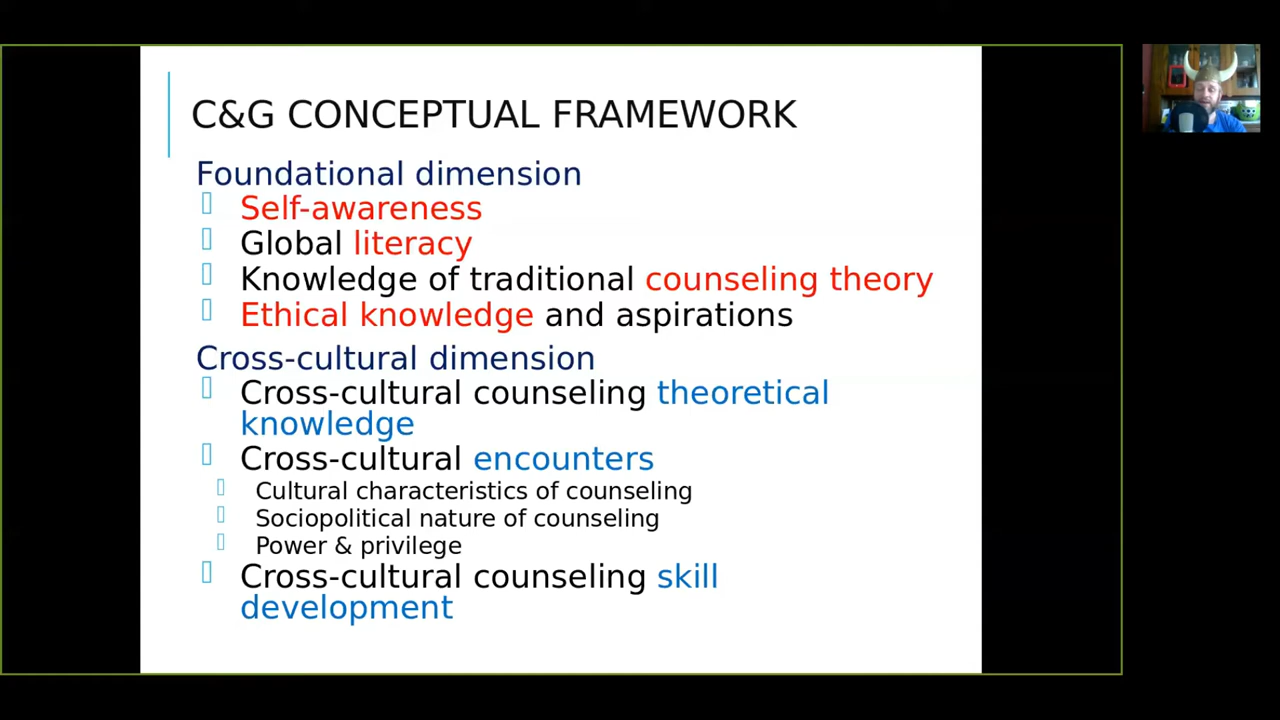 C&G CONCEPTUAL FRAMEWORK
Foundational dimension
Self-awareness
Global literacy
Knowledge of traditional counseling theory
Ethical knowledge and aspirations
Cross-cultural dimension
Cross-cultural counseling theoretical
knowledge
Cross-cultural encounters
Cultural characteristics of counseling
Sociopolitical nature of counseling
Power & privilege
Cross-cultural counseling skill
development